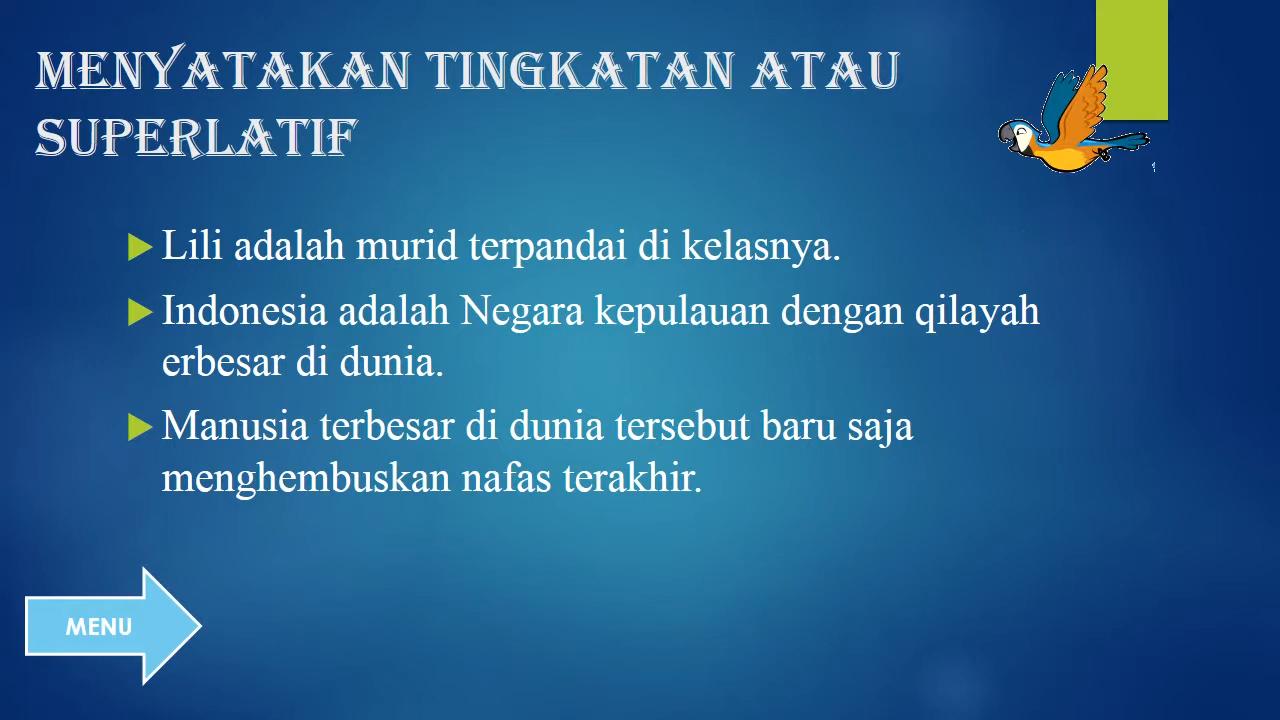 MENYATAKAN TINGKATAN ATAU
SUPERLATIF
Lili adalah murid terpandai di kelasnya.
Indonesia adalah Negara kepulauan dengan qilayah
erbesar di dunia.
Manusia terbesar di dunia tersebut baru saja
menghembuskan nafas terakhir.
MENU